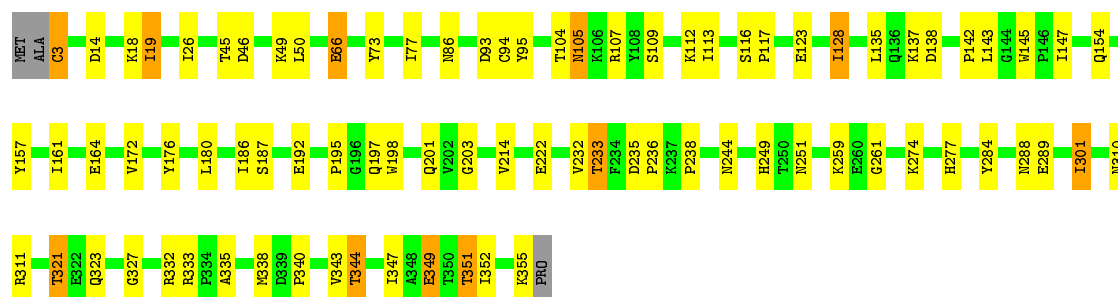 MET ALA C3 D14 K18 I19 I26 T45 D46 K49 L50 E66 Y73 I77 N86 D93 C94 Y95 T104 N105 K106 R107 Y108 S109 K112 I113 S116 P117 E123 I128 L135 Q136 K137 D138 P142 L143 G144 W145 P146 I147 Q154
Y157 I161 E164 V172 Y176 L180 I186 S187 E192 P195 G196 Q197 W198 Q201 V202 G203 V214 E222 V232 T233 F234 D235 P236 K237 P238 N244 H249 T250 N251 K259 E260 G261 K274 H277 Y284 N288 E289 I301
R311 T321 E322 Q323 G327 R332 R333 P334 A335 M338 D339 P340 V343 T344 I347 A348 E349 T350 T351 I352 K355 PRO